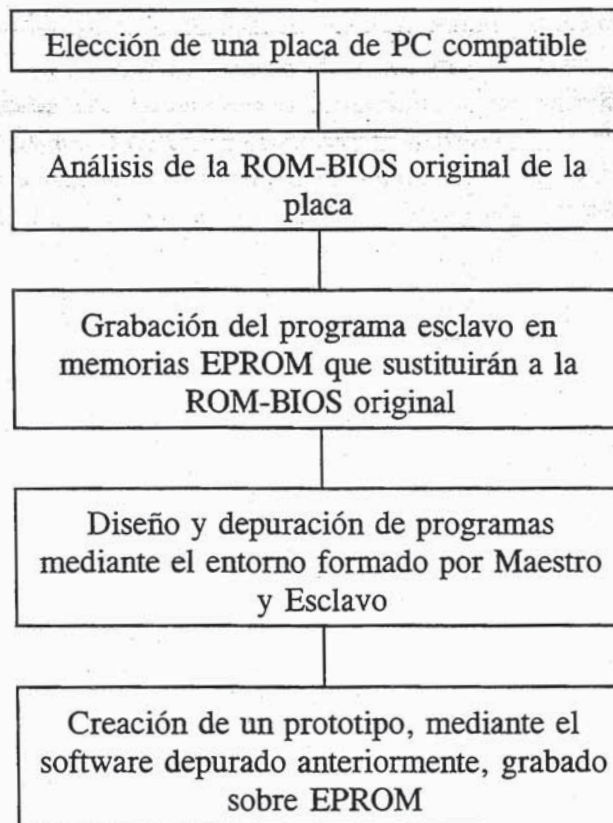 Elección de una placa de PC compatible
Análisis de la ROM-BIOS original de la
placa
Grabación del programa esclavo en
memorias EPROM que sustituirán a la
ROM-BIOS original
Diseño y depuración de programas
mediante el entorno formado por Maestro
y Esclavo
Creación de un prototipo, mediante el
software depurado anteriormente, grabado
sobre EPROM